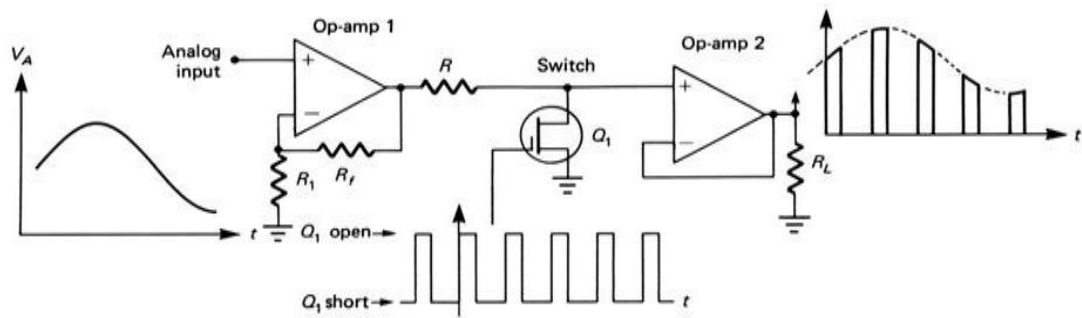 V_A
Analog input
Op-amp 1
+
−
R
R_1
R_f
t
Switch
Q_1
Op-amp 2
+
−
R_L
t
Q_1 open
Q_1 short
t